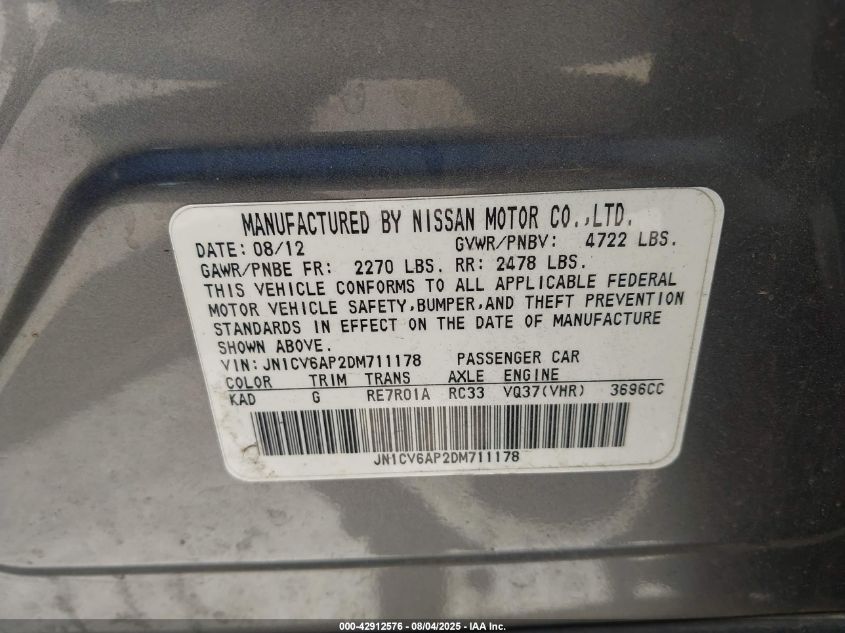 MANUFACTURED BY NISSAN MOTOR CO.,LTD.
DATE: 08/12 GVWR/PNBV: 4722 LBS.
GAWR/PNBE FR: 2270 LBS. RR: 2478 LBS.
THIS VEHICLE CONFORMS TO ALL APPLICABLE FEDERAL
MOTOR VEHICLE SAFETY,BUMPER,AND THEFT PREVENTION
STANDARDS IN EFFECT ON THE DATE OF MANUFACTURE
SHOWN ABOVE.
VIN:JN1CV6AP2DM711178 PASSENGER CAR
COLOR TRIM TRANS AXLE ENGINE
KAD G RE7R01A RC33 VQ37(VHR) 3696CC
JN1CV6AP2DM711178
000-42912576 - 08/04/2025 - IAA Inc.